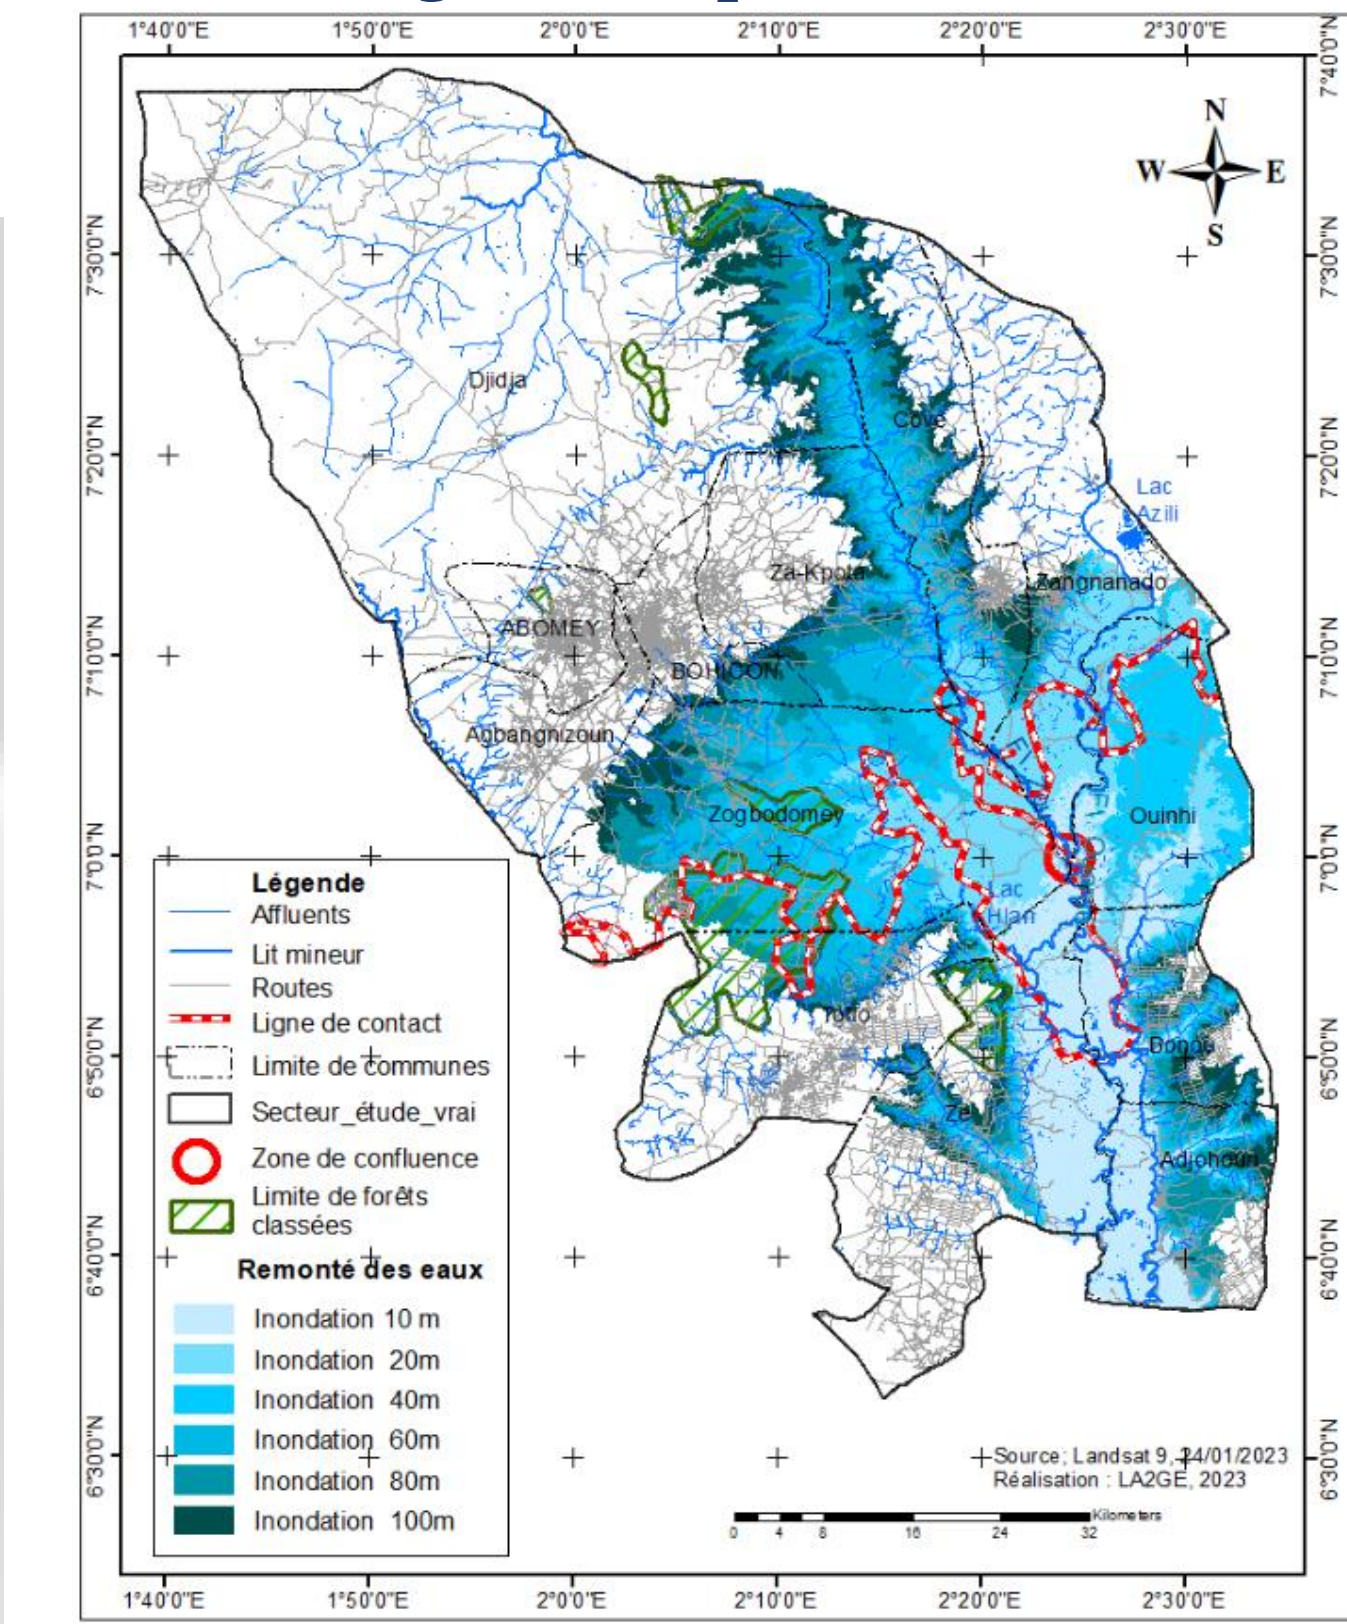 1°40'0"E 1°50'0"E 2°0'0"E 2°10'0"E 2°20'0"E 2°30'0"E
7°40'0"N
N
W E
S
7°30'0"N 7°30'0"N
Djidja
Cové
7°20'0"N 7°20'0"N
Lac
Azili
Za-Kpota
Zangnanado
ABOMEY
7°10'0"N 7°10'0"N
BOHICON
Agbangnizoun
Zogbodomey
Ouinhi
7°0'0"N 7°0'0"N
Lac
Hlan
Toffo
Bonou
6°50'0"N 6°50'0"N
Zè
Adjohoun
6°40'0"N 6°40'0"N
6°30'0"N 6°30'0"N
Légende
Affluents
Lit mineur
Routes
Ligne de contact
Limite de communes
Secteur_étude_vrai
Zone de confluence
Limite de forêts
classées
Remonté des eaux
Inondation 10 m
Inondation 20m
Inondation 40m
Inondation 60m
Inondation 80m
Inondation 100m
Source; Landsat 9, 24/01/2023
Réalisation : LA2GE, 2023
Kilometers
0 4 8 16 24 32
1°40'0"E 1°50'0"E 2°0'0"E 2°10'0"E 2°20'0"E 2°30'0"E